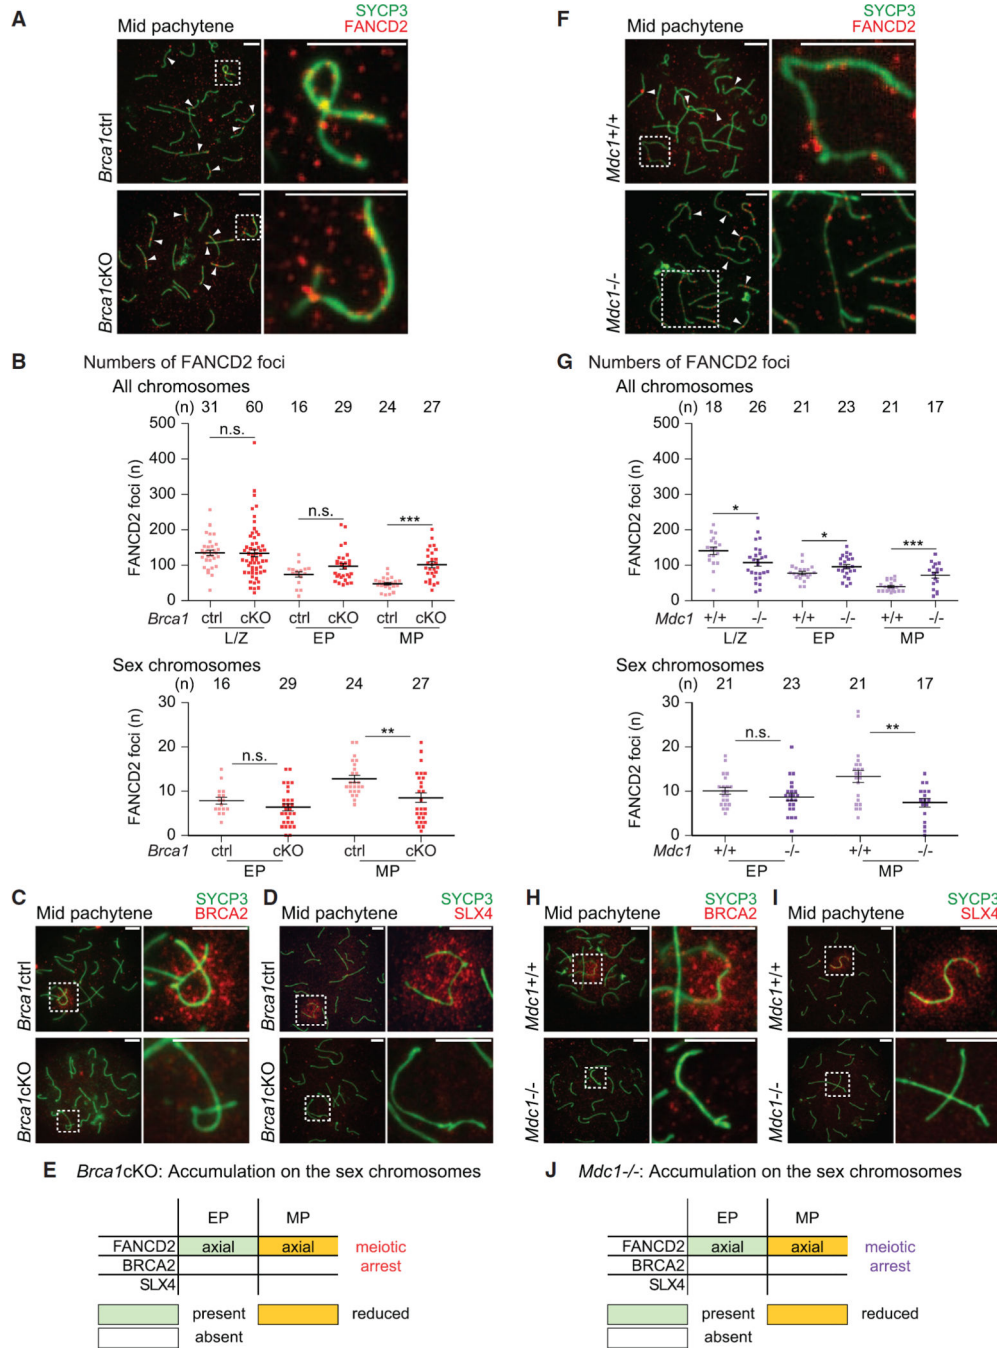 A
Mid pachytene
SYCP3
FANCD2
Brca1ctrl
Brca1cKO
B Numbers of FANCD2 foci
All chromosomes
(n) 31 60 16 29 24 27
FANCD2 foci (n)
500
400
300
200
100
0
n.s.
n.s.
***
Brca1 ctrl cKO ctrl cKO ctrl cKO
L/Z EP MP
Sex chromosomes
(n) 16 29 24 27
FANCD2 foci (n)
30
20
10
0
n.s.
**
Brca1 ctrl cKO ctrl cKO
EP MP
C
Mid pachytene
SYCP3
BRCA2
Brca1ctrl
Brca1cKO
D
Mid pachytene
SYCP3
SLX4
Brca1ctrl
Brca1cKO
E Brca1cKO: Accumulation on the sex chromosomes
EP MP
FANCD2 axial axial
BRCA2
SLX4
meiotic
arrest
present reduced
absent
F
Mid pachytene
SYCP3
FANCD2
Mdc1+/+
Mdc1-/-
G Numbers of FANCD2 foci
All chromosomes
(n) 18 26 21 23 21 17
FANCD2 foci (n)
500
400
300
200
100
0
*
*
***
Mdc1 +/+ -/- +/+ -/- +/+ -/-
L/Z EP MP
Sex chromosomes
(n) 21 23 21 17
FANCD2 foci (n)
30
20
10
0
n.s.
**
Mdc1 +/+ -/- +/+ -/-
EP MP
H
Mid pachytene
SYCP3
BRCA2
Mdc1+/+
Mdc1-/-
I
Mid pachytene
SYCP3
SLX4
Mdc1+/+
Mdc1-/-
J Mdc1-/-: Accumulation on the sex chromosomes
EP MP
FANCD2 axial axial
BRCA2
SLX4
meiotic
arrest
present reduced
absent